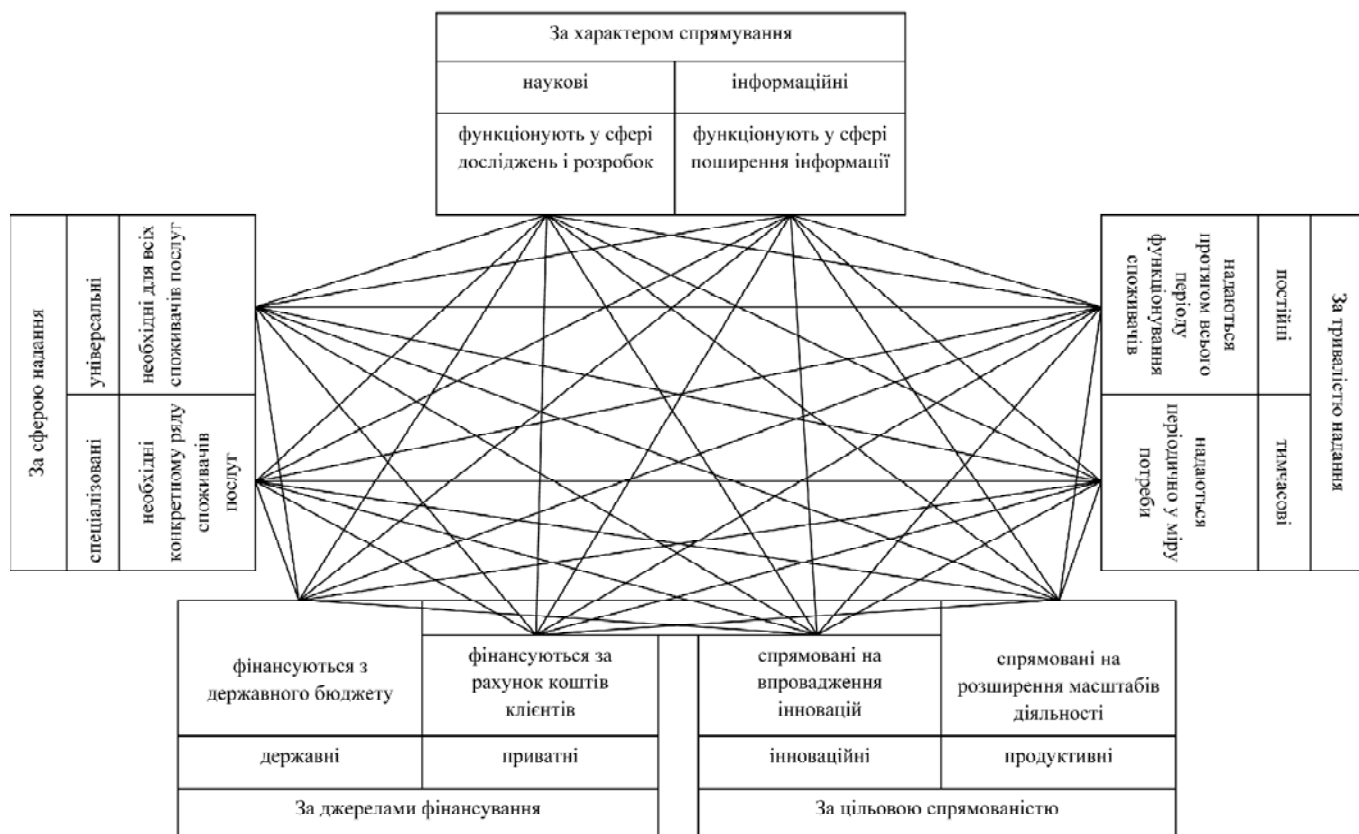 За характером спрямування
наукові
інформаційні
функціонують у сфері
досліджень і розробок
функціонують у сфері
поширення інформації
За сферою надання
універсальні
необхідні для всіх
споживачів послуг
спеціалізовані
необхідні
конкретному ряду
споживачів
послуг
За тривалістю надання
постійні
надаються
протягом всього
періоду
функціонування
споживачів
тимчасові
надаються
періодично у міру
потреби
фінансуються з
державного бюджету
фінансуються за
рахунок коштів
клієнтів
державні
приватні
За джерелами фінансування
спрямовані на
впровадження
інновацій
спрямовані на
розширення масштабів
діяльності
інноваційні
продуктивні
За цільовою спрямованістю